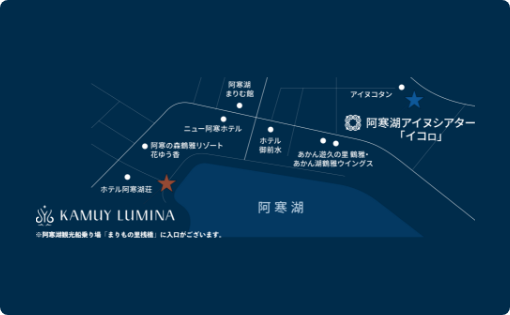 阿寒湖
まりむ館
アイヌコタン
ニュー阿寒ホテル
阿寒湖アイヌシアター
「イコㇿ」
阿寒の森鶴雅リゾート
花ゆう香
ホテル
御前水
あかん遊久の里 鶴雅・
あかん湖鶴雅ウイングス
ホテル阿寒湖荘
阿寒湖
KAMUY LUMINA
※阿寒湖観光船乗り場「まりもの里桟橋」に入口がございます。